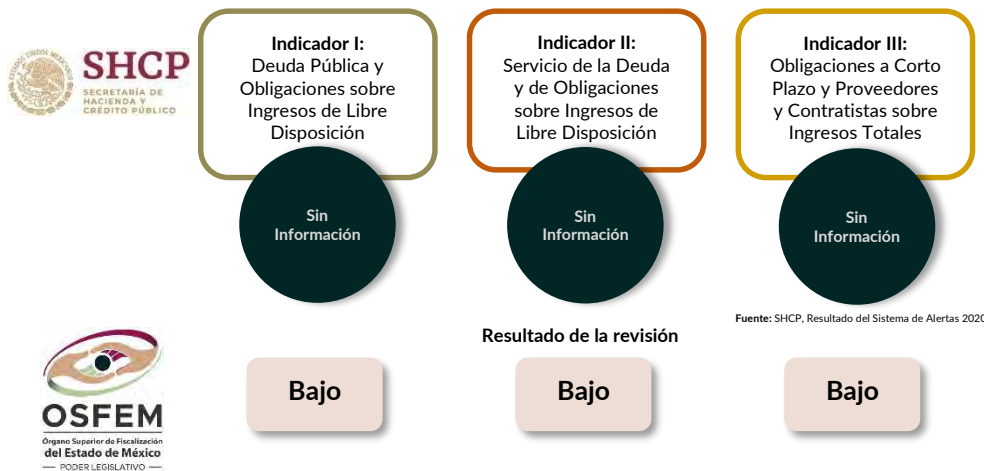 SHCP
SECRETARÍA DE
HACIENDA Y
CRÉDITO PÚBLICO
Indicador I:
Deuda Pública y
Obligaciones sobre
Ingresos de Libre
Disposición
Indicador II:
Servicio de la Deuda
y de Obligaciones
sobre Ingresos de
Libre Disposición
Indicador III:
Obligaciones a Corto
Plazo y Proveedores
y Contratistas sobre
Ingresos Totales
Sin
Información
Sin
Información
Sin
Información
Fuente: SHCP, Resultado del Sistema de Alertas 2020
Resultado de la revisión
OSFEM
Órgano Superior de Fiscalización
del Estado de México
PODER LEGISLATIVO
Bajo
Bajo
Bajo